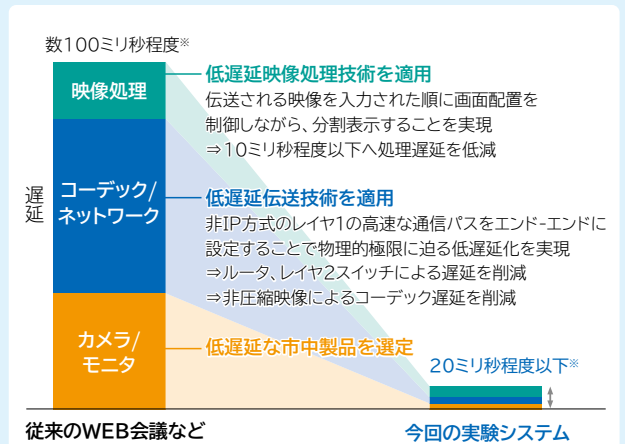 数100ミリ秒程度※
映像処理
低遅延映像処理技術を適用
伝送される映像を入力された順に画面配置を
制御しながら、分割表示することを実現
⇒10ミリ秒程度以下へ処理遅延を低減
遅延
コーデック/
ネットワーク
低遅延伝送技術を適用
非IP方式のレイヤ1の高速な通信パスをエンド-エンドに
設定することで物理的極限に迫る低遅延化を実現
⇒ルータ、レイヤ2スイッチによる遅延を削減
⇒非圧縮映像によるコーデック遅延を削減
カメラ/
モニタ
低遅延な市中製品を選定
20ミリ秒程度以下※
従来のWEB会議など
今回の実験システム